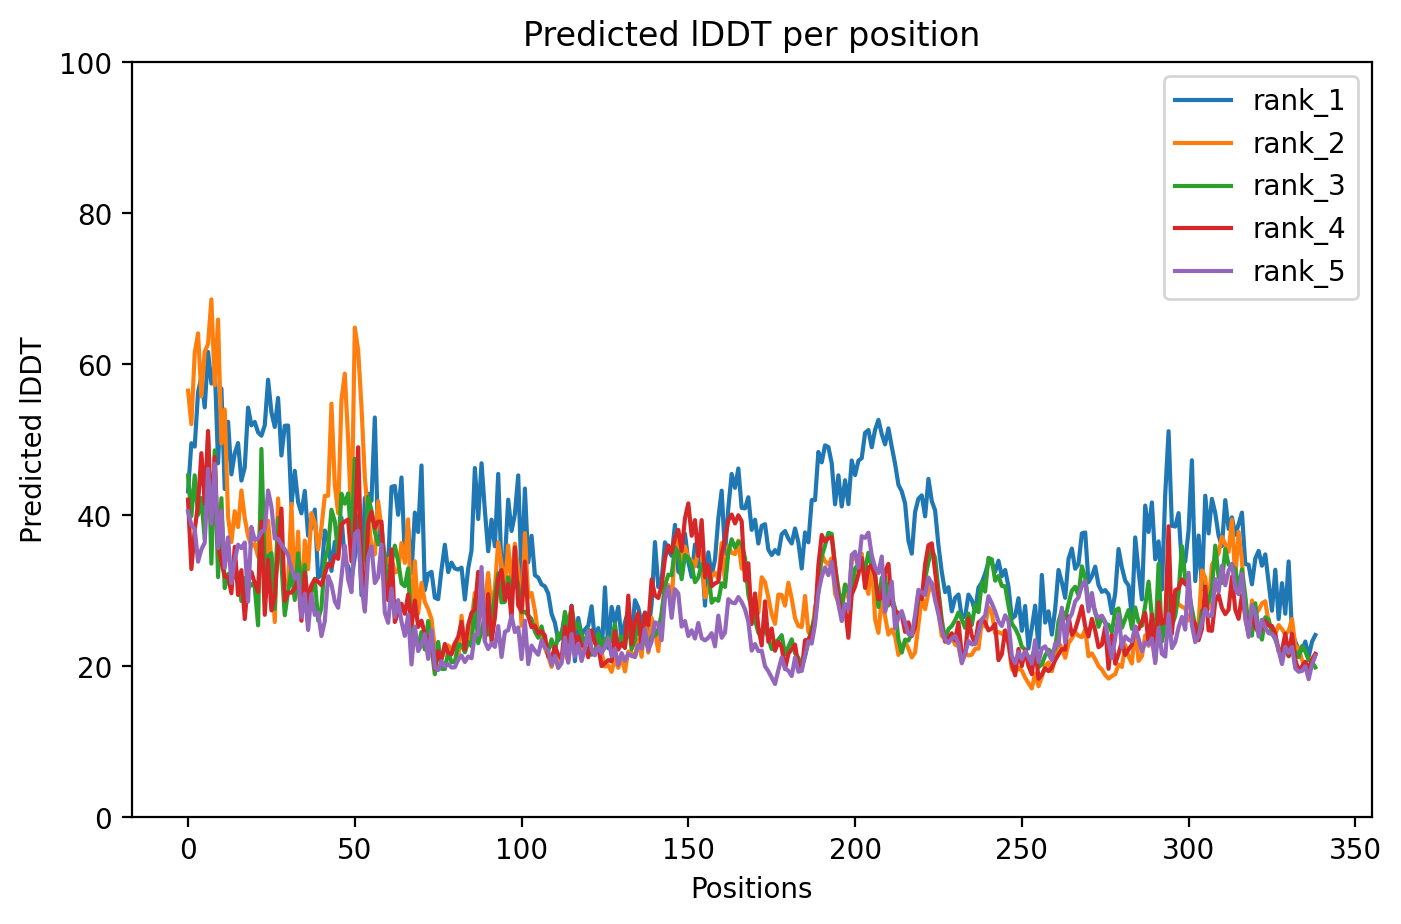 Predicted lDDT per position
100
80
60
40
20
0
Predicted lDDT
rank_1
rank_2
rank_3
rank_4
rank_5
0 50 100 150 200 250 300 350
Positions